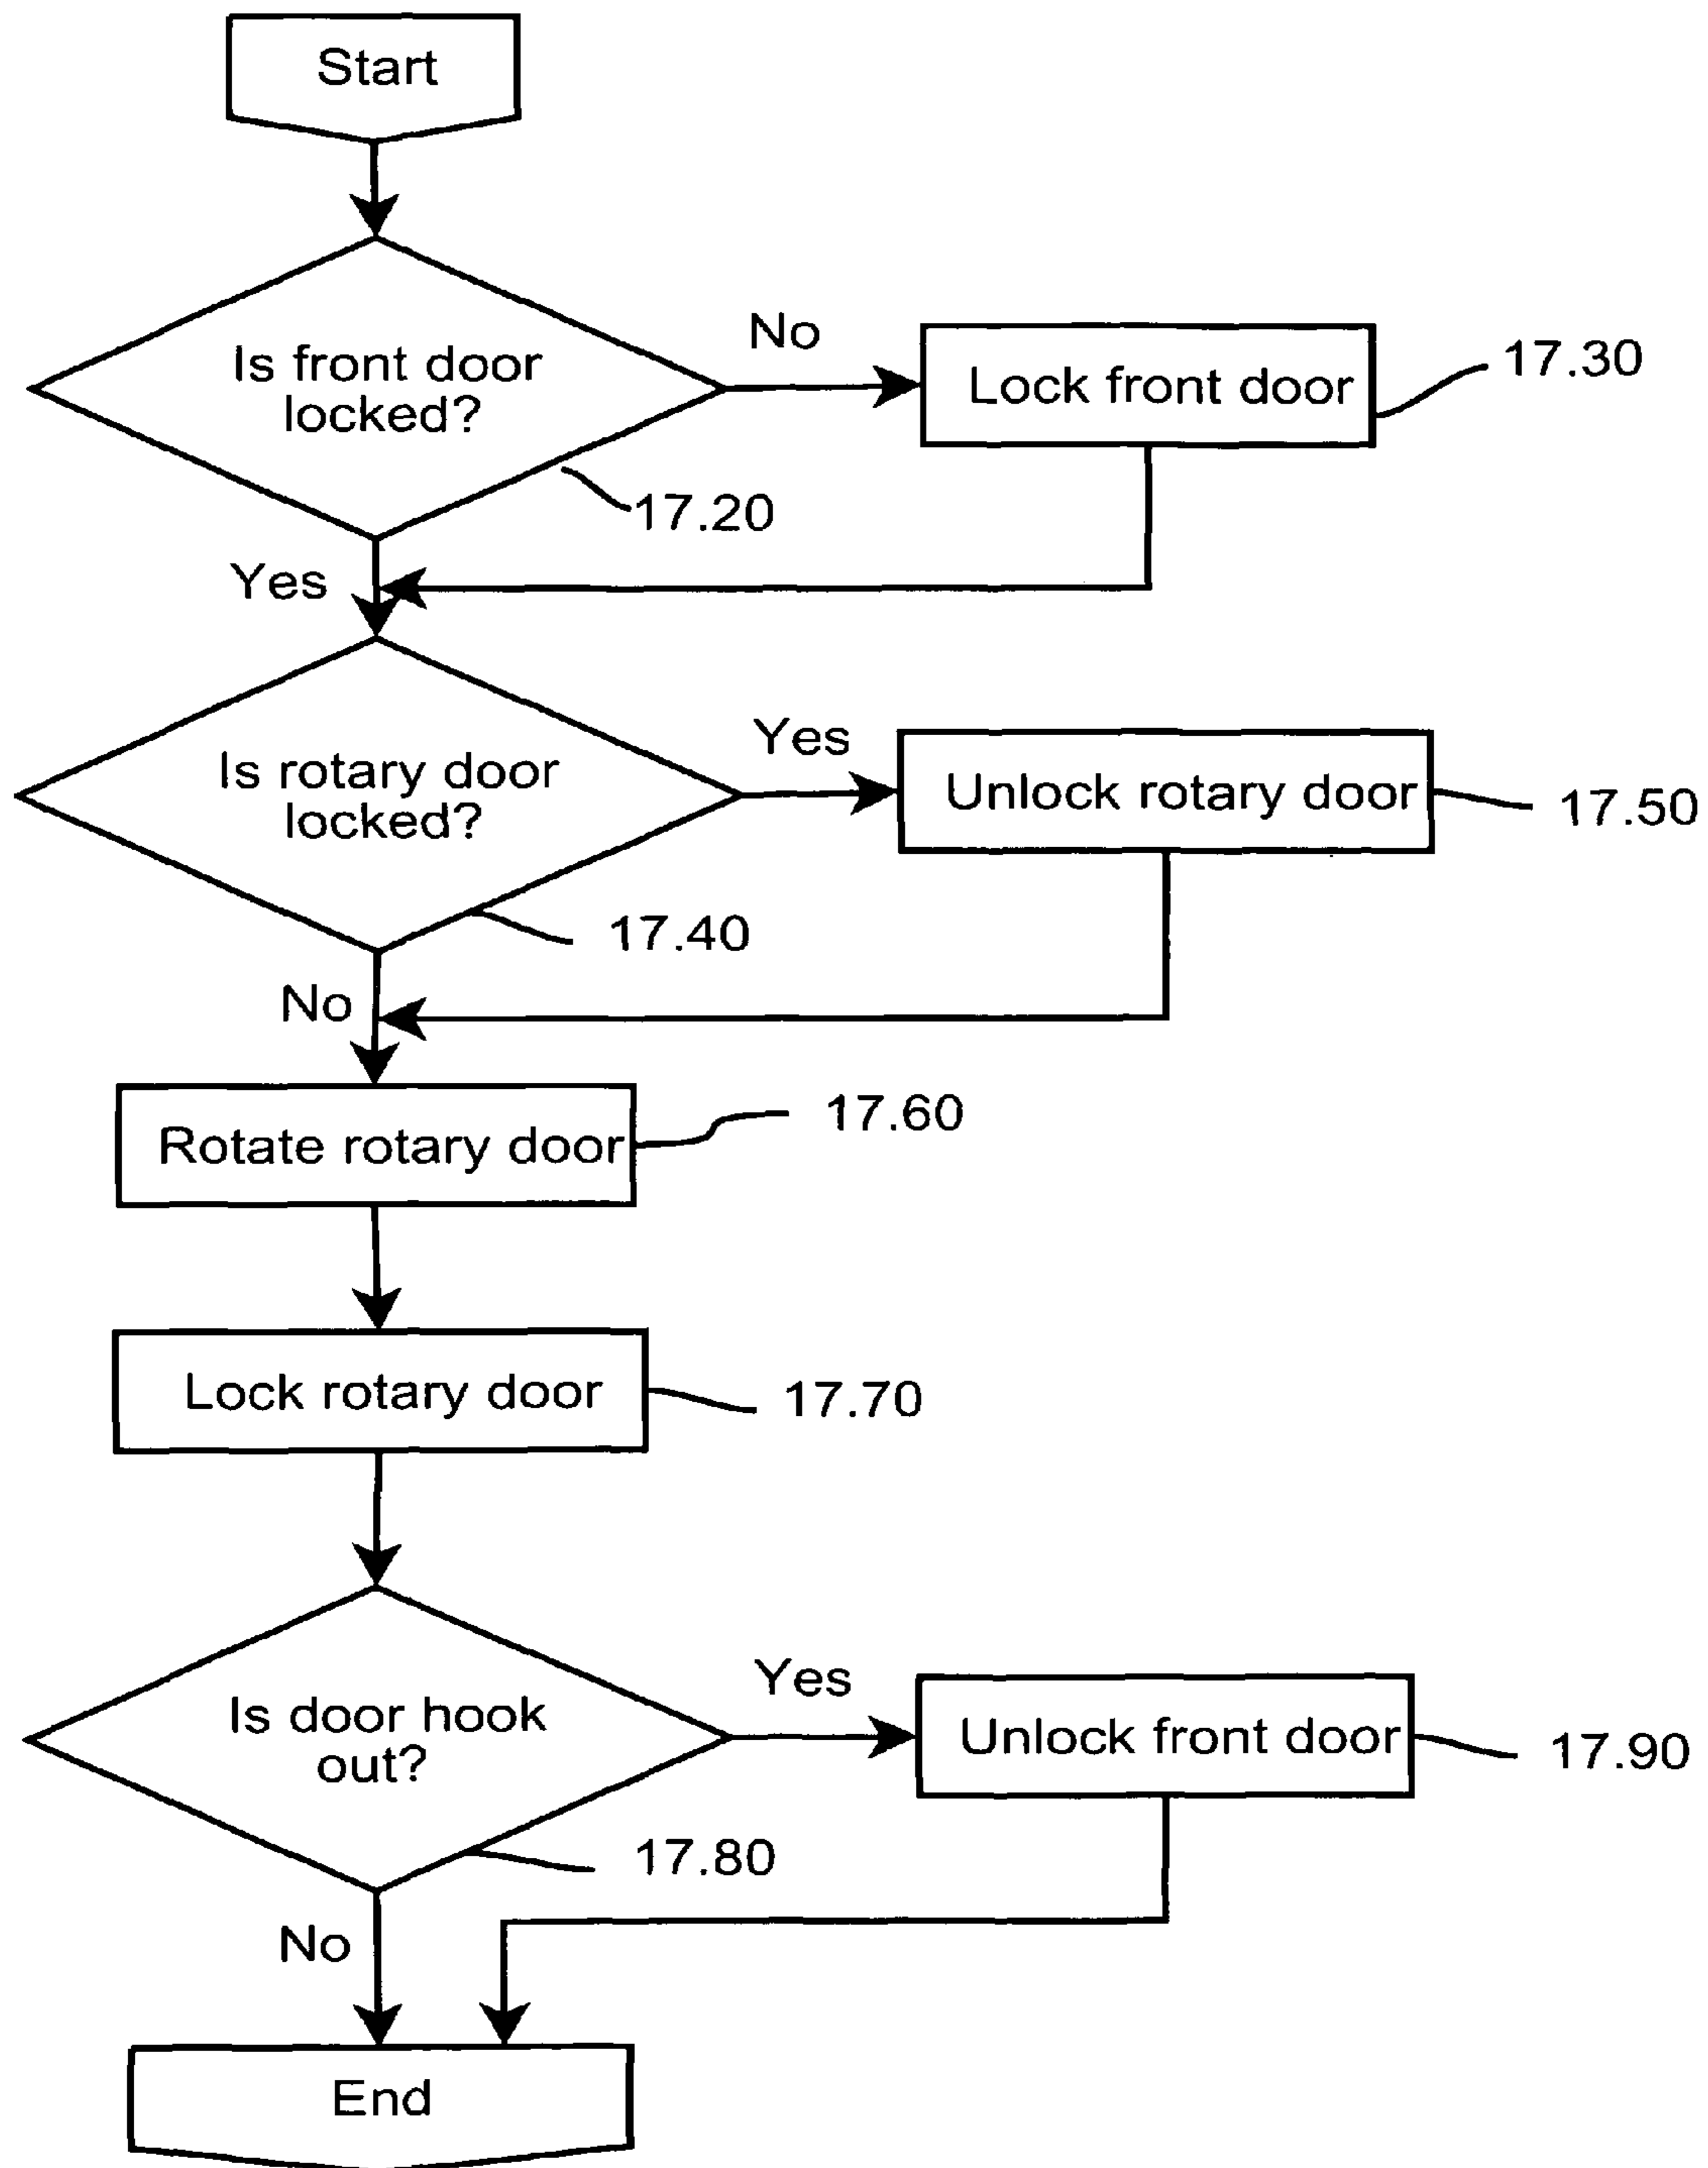 Start
Is front door
locked?
No
Lock front door
17.30
17.20
Yes
Is rotary door
locked?
Yes
Unlock rotary door
17.50
17.40
No
Rotate rotary door
17.60
Lock rotary door
17.70
Is door hook
out?
Yes
Unlock front door
17.90
17.80
No
End